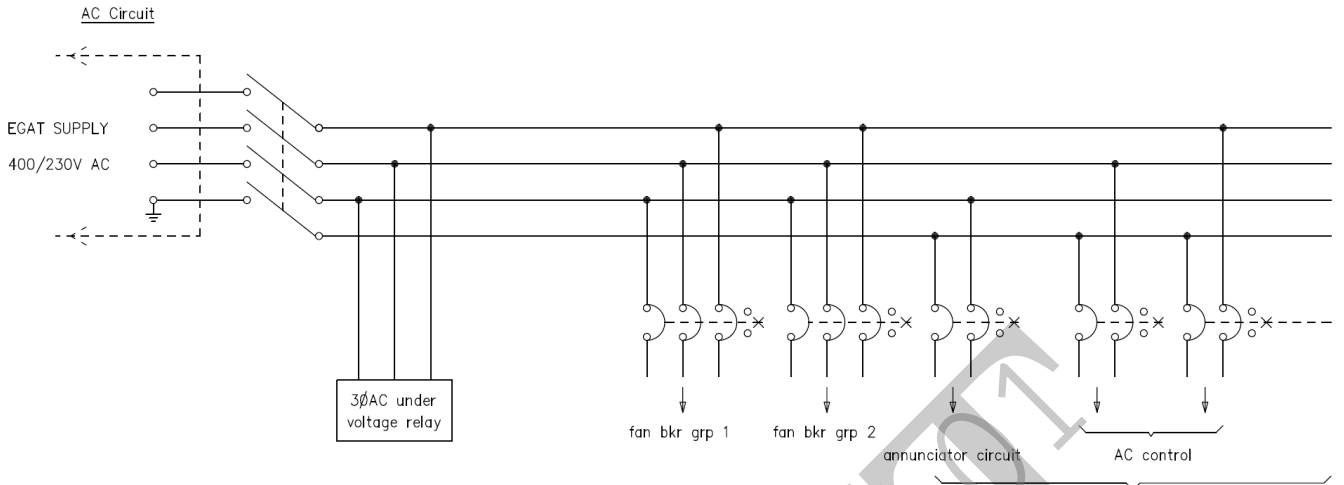 AC Circuit
EGAT SUPPLY
400/230V AC
3ØAC under
voltage relay
fan bkr grp 1
fan bkr grp 2
annunciator circuit
AC control